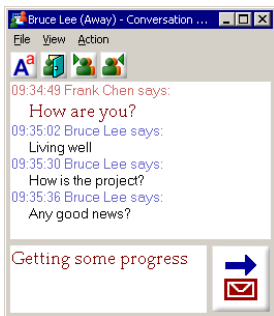 Bruce Lee (Away) - Conversation ...
File View Action
Aa
09:34:49 Frank Chen says:
How are you?
09:35:02 Bruce Lee says:
Living well
09:35:30 Bruce Lee says:
How is the project?
09:35:36 Bruce Lee says:
Any good news?
Getting some progress